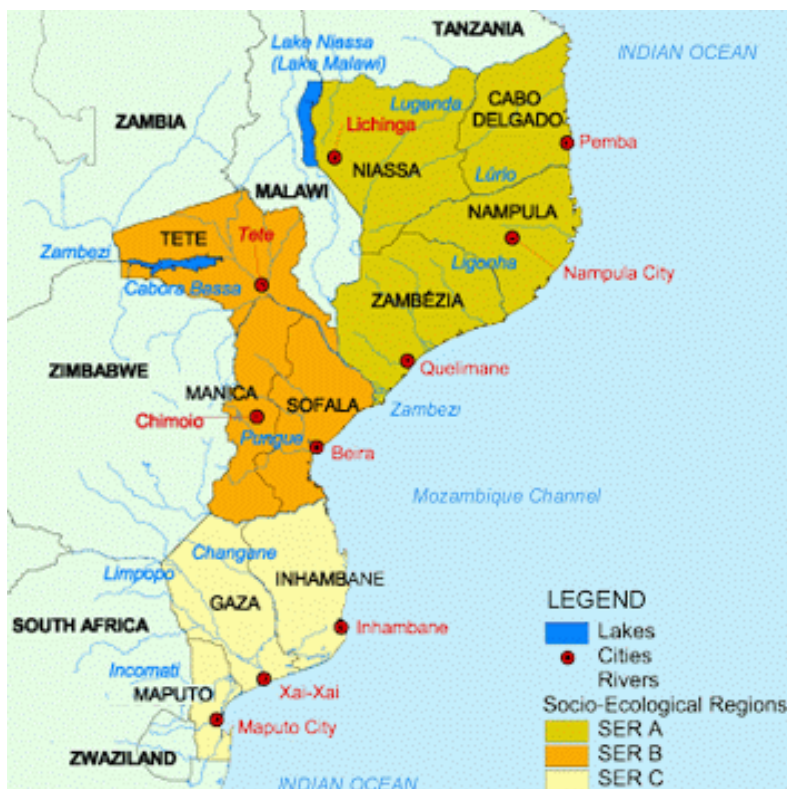 TANZANIA
INDIAN OCEAN
Lake Niassa
(Lake Malawi)
CABO
DELGADO
Lugenda
ZAMBIA
Lichinga
Pemba
NIASSA
Lúrio
MALAWI
NAMPULA
TETE
Tete
Zambezi
Ligonha
Nampula City
Cabora Bassa
ZAMBÉZIA
ZIMBABWE
Quelimane
MANICA
SOFALA
Zambezi
Chimoio
Pungue
Beira
Mozambique Channel
Changane
Limpopo
INHAMBANE
GAZA
LEGEND
SOUTH AFRICA
Inhambane
Lakes
Cities
Rivers
Incomati
MAPUTO
Xai-Xai
Socio-Ecological Regions
Maputo City
SER A
ZWAZILAND
SER B
INDIAN OCEAN
SER C